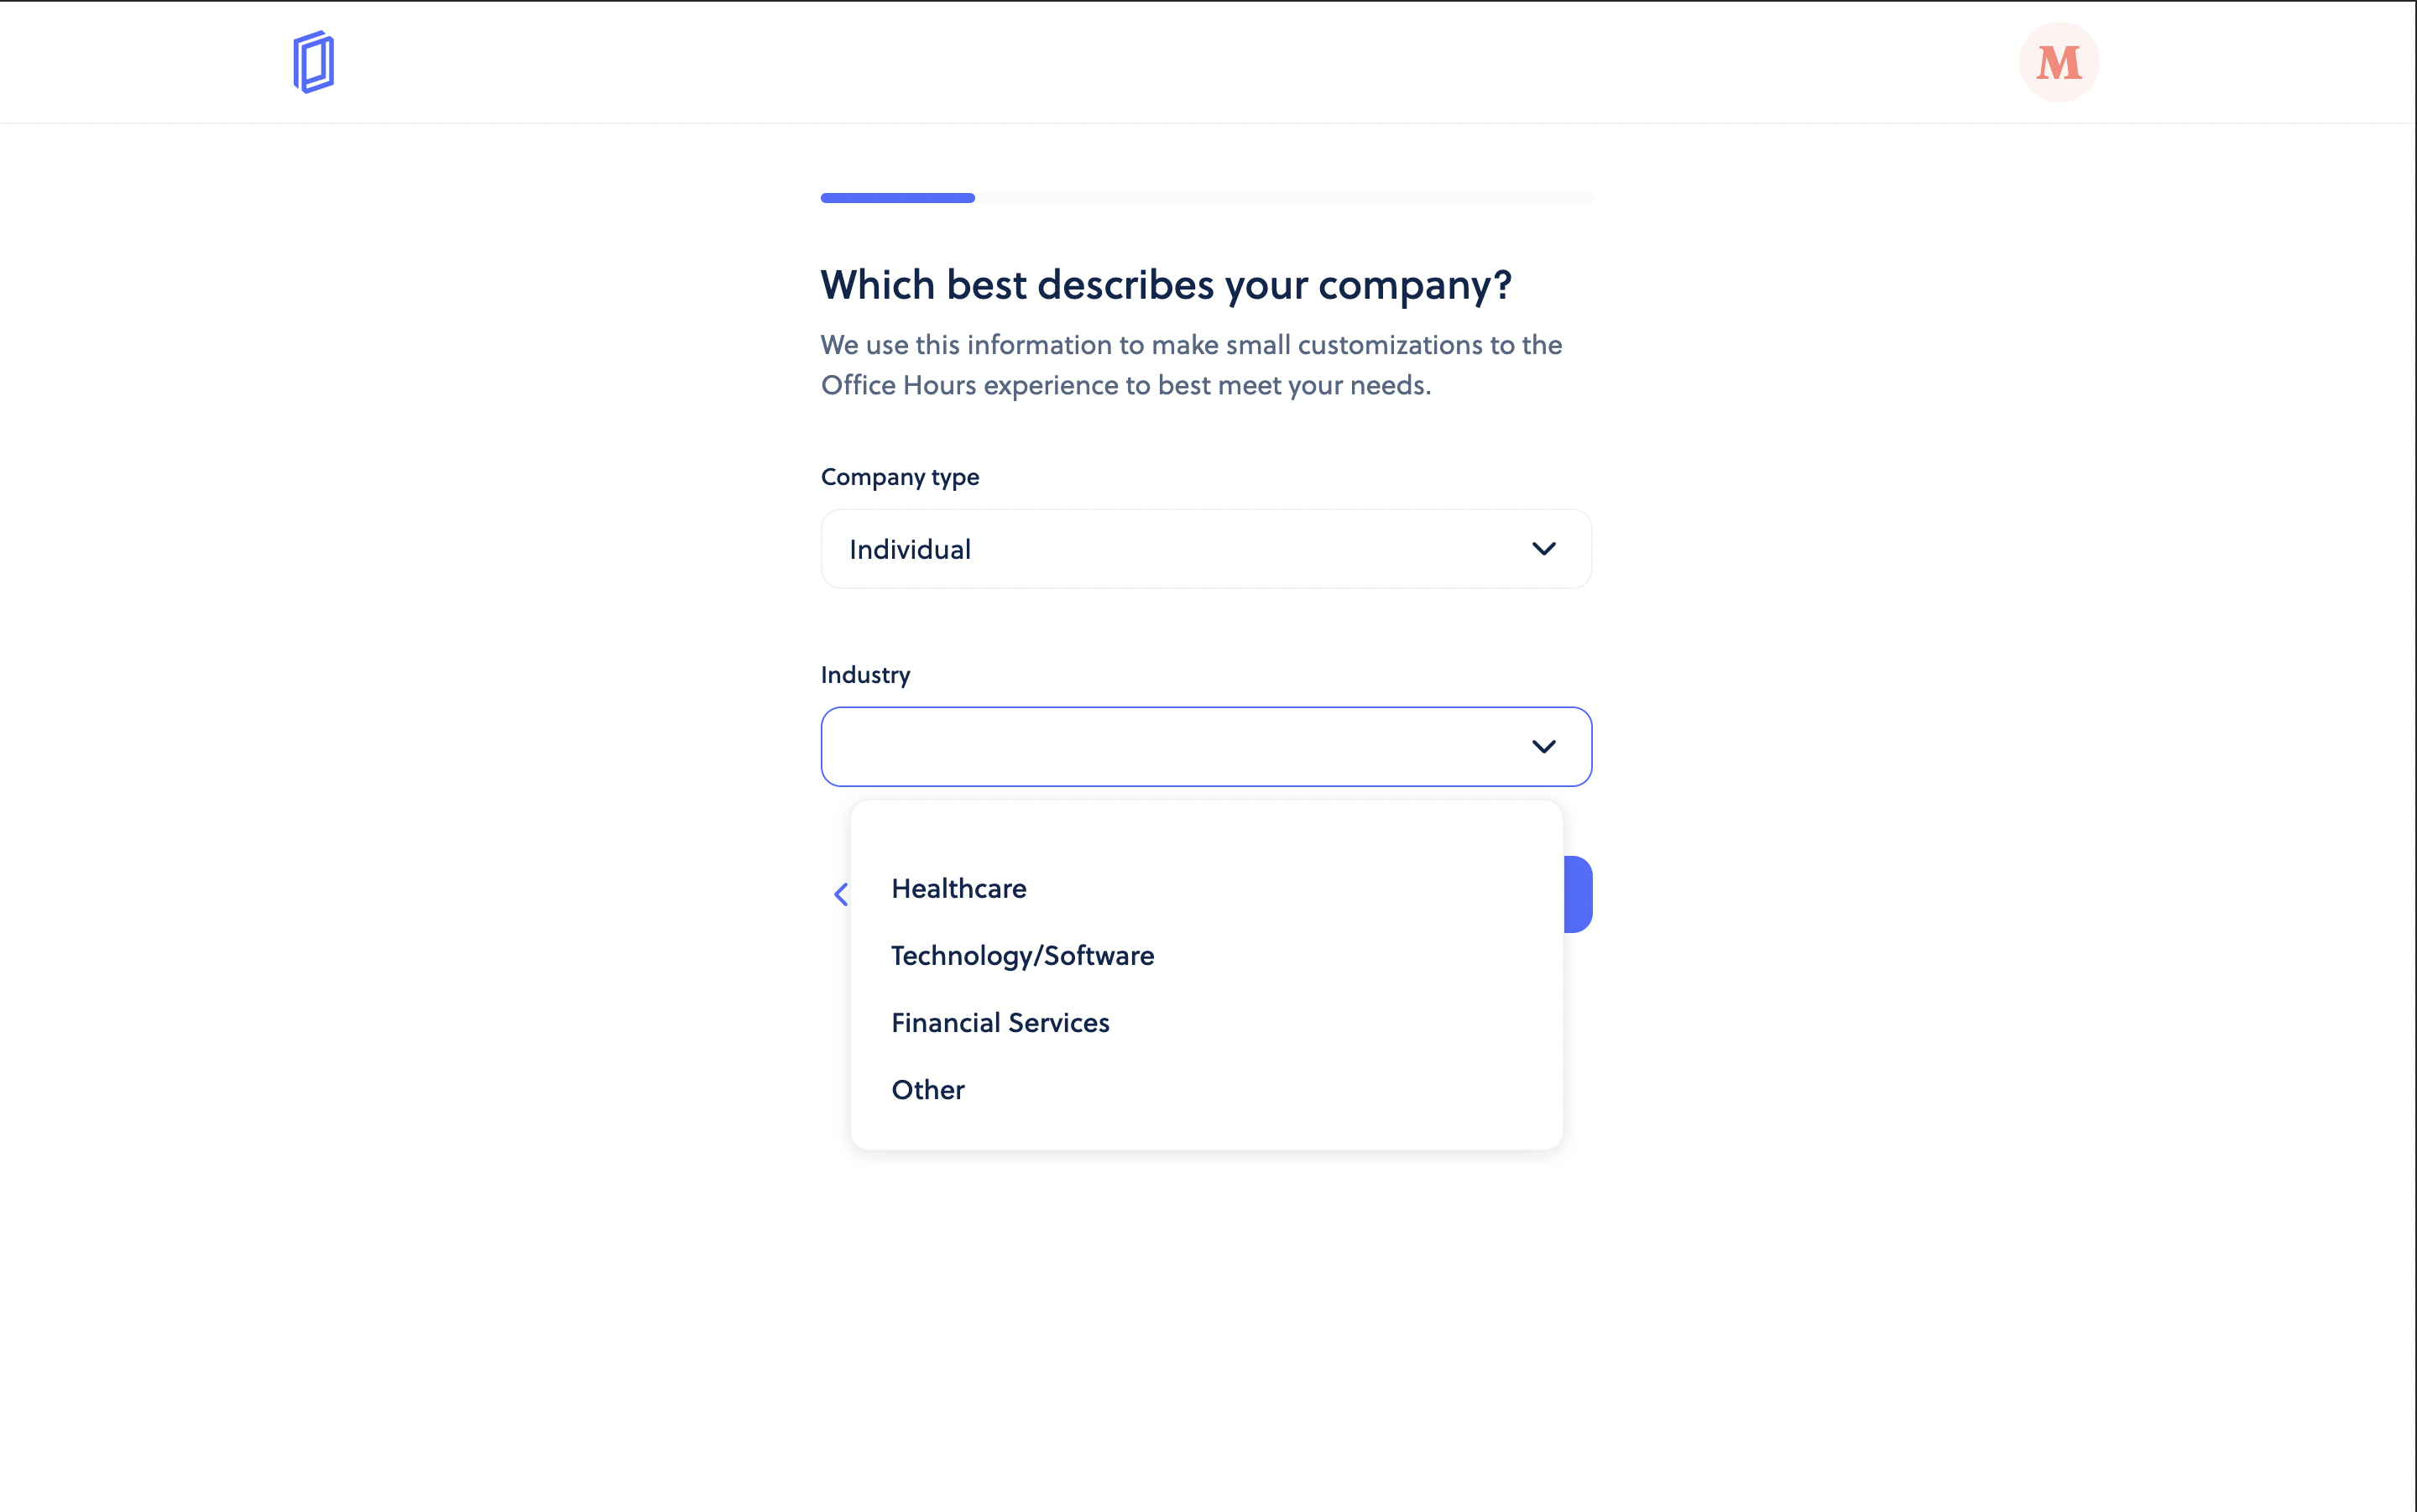 M
Which best describes your company?
We use this information to make small customizations to the
Office Hours experience to best meet your needs.
Company type
Individual
Industry
Healthcare
Technology/Software
Financial Services
Other